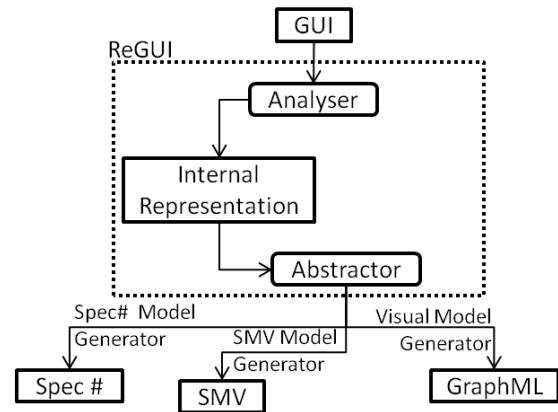 GUI
ReGUI
Analyser
Internal
Representation
Abstractor
Spec# Model
Generator
SMV Model
Generator
Visual Model
Generator
Spec #
SMV
GraphML